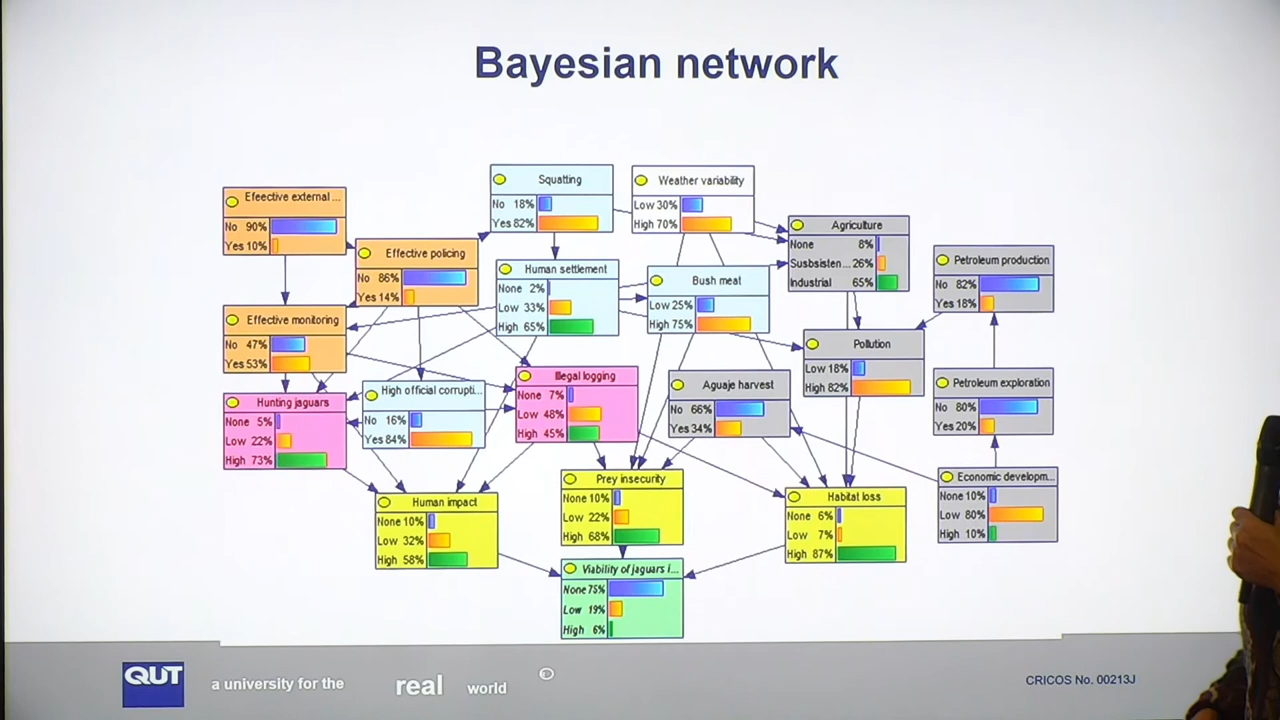 Bayesian network
Efeective external ...
No 90%
Yes 10%
Effective policing
No 86%
Yes 14%
Squatting
No 18%
Yes 82%
Weather variability
Low 30%
High 70%
Agriculture
None 8%
Susbsisten... 26%
Industrial 65%
Petroleum production
No 82%
Yes 18%
Human settlement
None 2%
Low 33%
High 65%
Bush meat
Low 25%
High 75%
Effective monitoring
No 47%
Yes 53%
Pollution
Low 18%
High 82%
Hunting jaguars
None 5%
Low 22%
High 73%
High official corrupti...
No 16%
Yes 84%
Illegal logging
None 7%
Low 48%
High 45%
Aguaje harvest
No 66%
Yes 34%
Petroleum exploration
No 80%
Yes 20%
Human impact
None 10%
Low 32%
High 58%
Prey insecurity
None 10%
Low 22%
High 68%
Habitat loss
None 6%
Low 7%
High 87%
Economic developm...
None 10%
Low 80%
High 10%
Viability of jaguars i...
None 75%
Low 19%
High 6%
QUT
a university for the real world
CRICOS No. 00213J